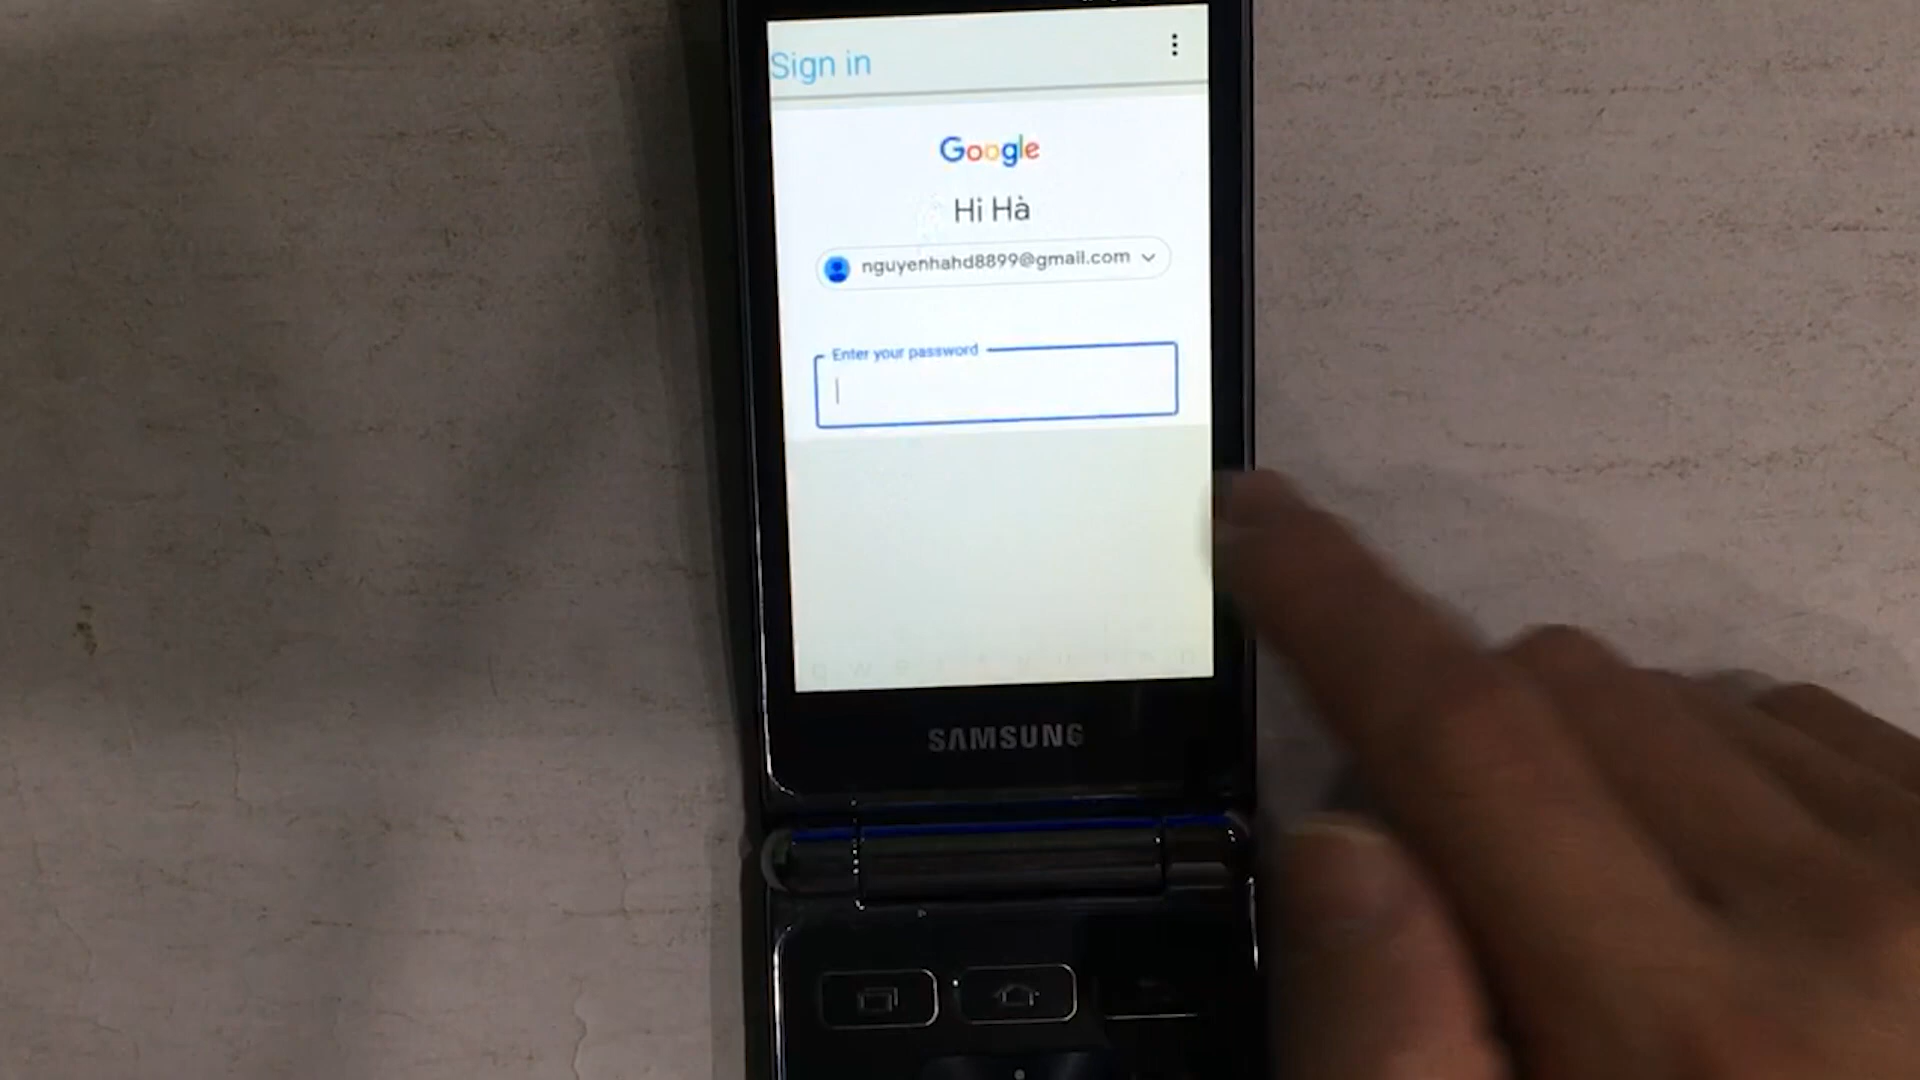 Sign in
Google
Hi Hà
nguyenhahd8899@gmail.com
Enter your password
SAMSUNG